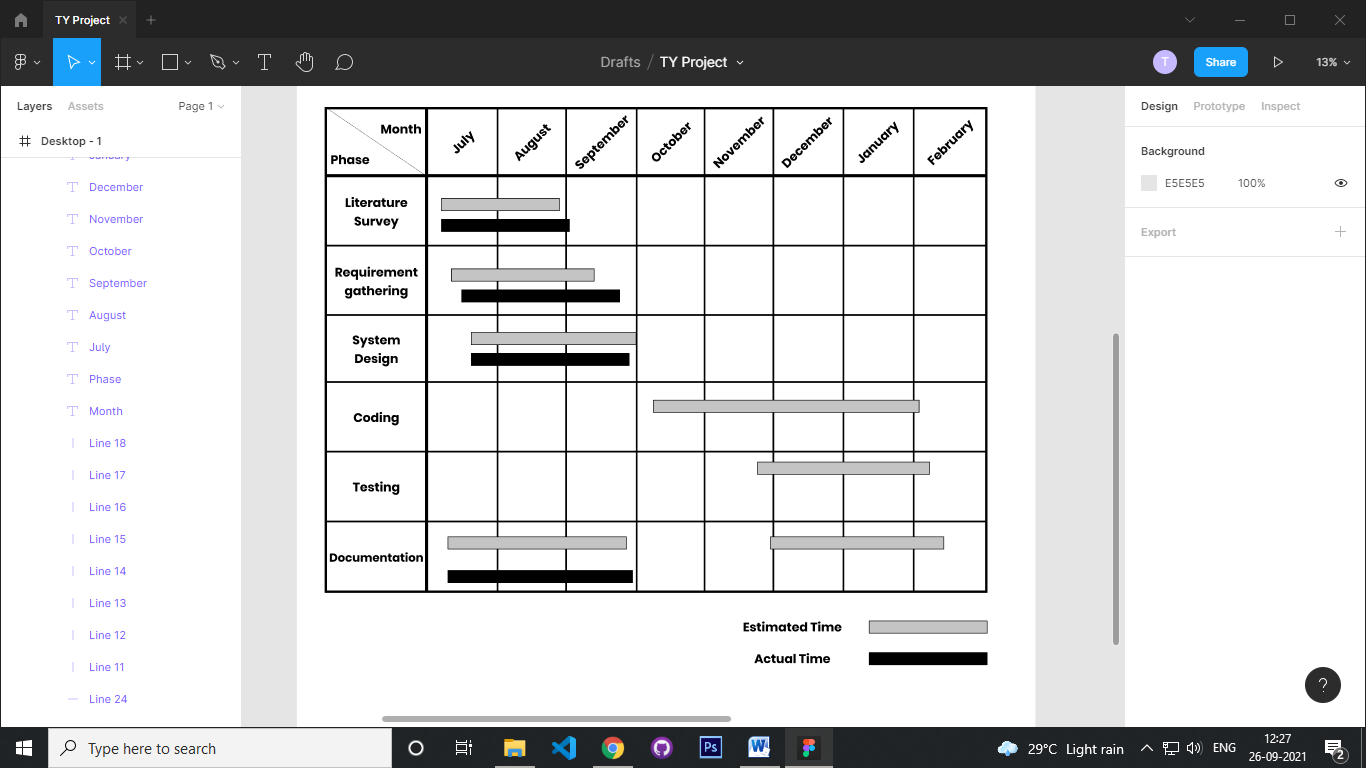 TY Project
Drafts / TY Project
T
Share
13%
Layers
Assets
Page 1
Desktop - 1
January
December
November
October
September
August
July
Phase
Month
Line 18
Line 17
Line 16
Line 15
Line 14
Line 13
Line 12
Line 11
Line 24
Month
Phase
July
August
September
October
November
December
January
February
Literature
Survey
Requirement
gathering
System
Design
Coding
Testing
Documentation
Estimated Time
Actual Time
Design
Prototype
Inspect
Background
E5E5E5
100%
Export
?
Type here to search
Ps
W
29°C Light rain
ENG
12:27
26-09-2021
2